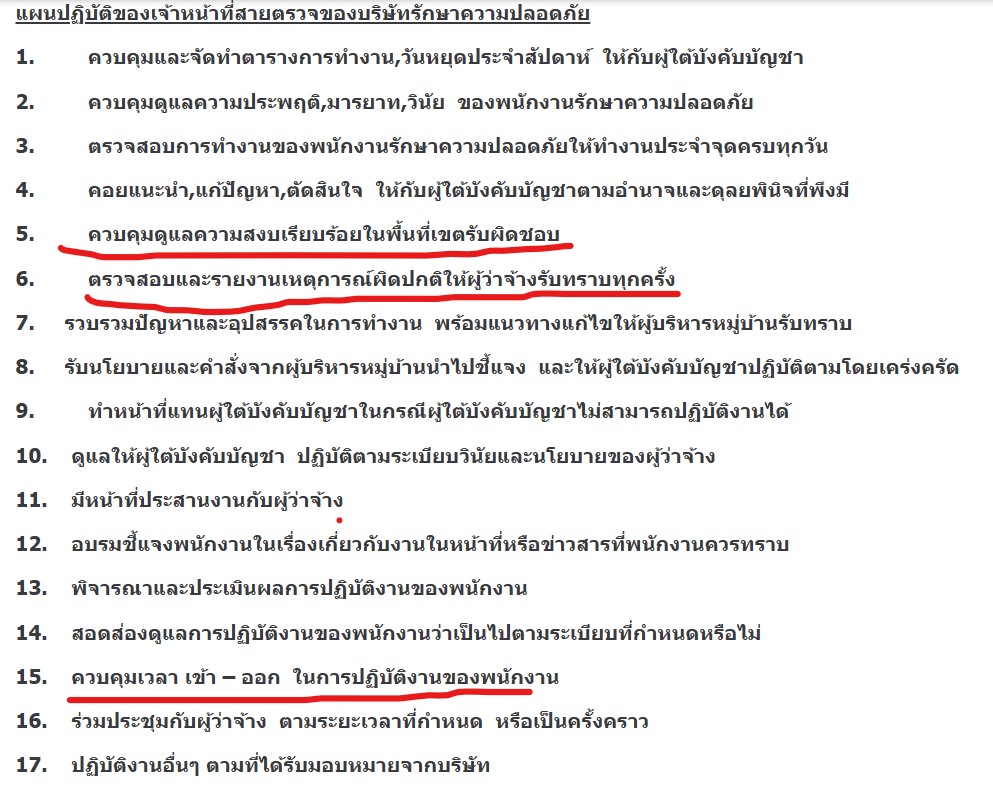 แผนปฏิบัติของเจ้าหน้าที่สายตรวจของบริษัทรักษาความปลอดภัย
1. ควบคุมและจัดทำตารางการทำงาน,วันหยุดประจำสัปดาห์ ให้กับผู้ใต้บังคับบัญชา
2. ควบคุมดูแลความประพฤติ,มารยาท,วินัย ของพนักงานรักษาความปลอดภัย
3. ตรวจสอบการทำงานของพนักงานรักษาความปลอดภัยให้ทำงานประจำจุดครบทุกวัน
4. คอยแนะนำ,แก้ปัญหา,ตัดสินใจ ให้กับผู้ใต้บังคับบัญชาตามอำนาจและดุลยพินิจที่พึงมี
5. ควบคุมดูแลความสงบเรียบร้อยในพื้นที่เขตรับผิดชอบ
6. ตรวจสอบและรายงานเหตุการณ์ผิดปกติให้ผู้ว่าจ้างรับทราบทุกครั้ง
7. รวบรวมปัญหาและอุปสรรคในการทำงาน พร้อมแนวทางแก้ไขให้ผู้บริหารหมู่บ้านรับทราบ
8. รับนโยบายและคำสั่งจากผู้บริหารหมู่บ้านนำไปชี้แจง และให้ผู้ใต้บังคับบัญชาปฏิบัติตามโดยเคร่งครัด
9. ทำหน้าที่แทนผู้ใต้บังคับบัญชาในกรณีผู้ใต้บังคับบัญชาไม่สามารถปฏิบัติงานได้
10. ดูแลให้ผู้ใต้บังคับบัญชา ปฏิบัติตามระเบียบวินัยและนโยบายของผู้ว่าจ้าง
11. มีหน้าที่ประสานงานกับผู้ว่าจ้าง
12. อบรมชี้แจงพนักงานในเรื่องเกี่ยวกับงานในหน้าที่หรือข่าวสารที่พนักงานควรทราบ
13. พิจารณาและประเมินผลการปฏิบัติงานของพนักงาน
14. สอดส่องดูแลการปฏิบัติงานของพนักงานว่าเป็นไปตามระเบียบที่กำหนดหรือไม่
15. ควบคุมเวลา เข้า – ออก ในการปฏิบัติงานของพนักงาน
16. ร่วมประชุมกับผู้ว่าจ้าง ตามระยะเวลาที่กำหนด หรือเป็นครั้งคราว
17. ปฏิบัติงานอื่นๆ ตามที่ได้รับมอบหมายจากบริษัท